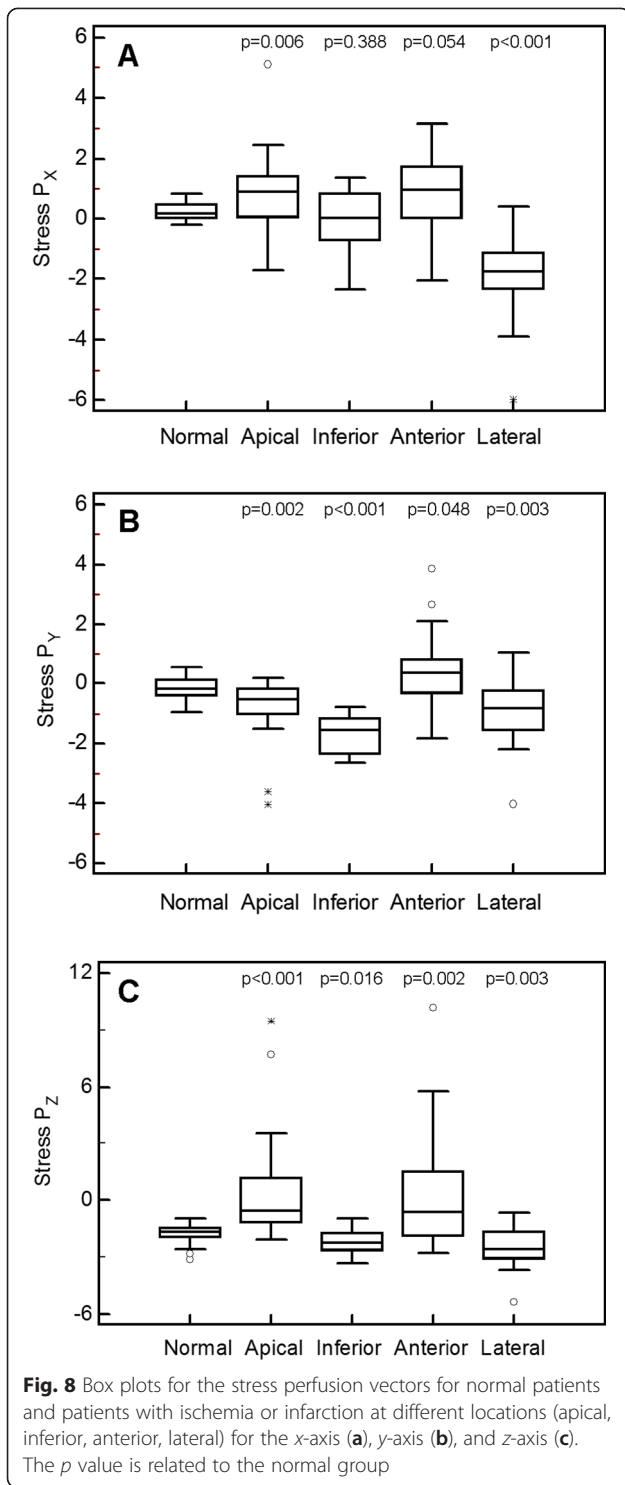 A
p=0.006 p=0.388 p=0.054 p<0.001
6
4
2
0
-2
-4
-6
Stress PX
Normal Apical Inferior Anterior Lateral
B
p=0.002 p<0.001 p=0.048 p=0.003
6
4
2
0
-2
-4
-6
Stress PY
Normal Apical Inferior Anterior Lateral
C
p<0.001 p=0.016 p=0.002 p=0.003
12
6
0
-6
Stress PZ
Normal Apical Inferior Anterior Lateral
Fig. 8 Box plots for the stress perfusion vectors for normal patients
and patients with ischemia or infarction at different locations (apical,
inferior, anterior, lateral) for the x-axis (a), y-axis (b), and z-axis (c).
The p value is related to the normal group